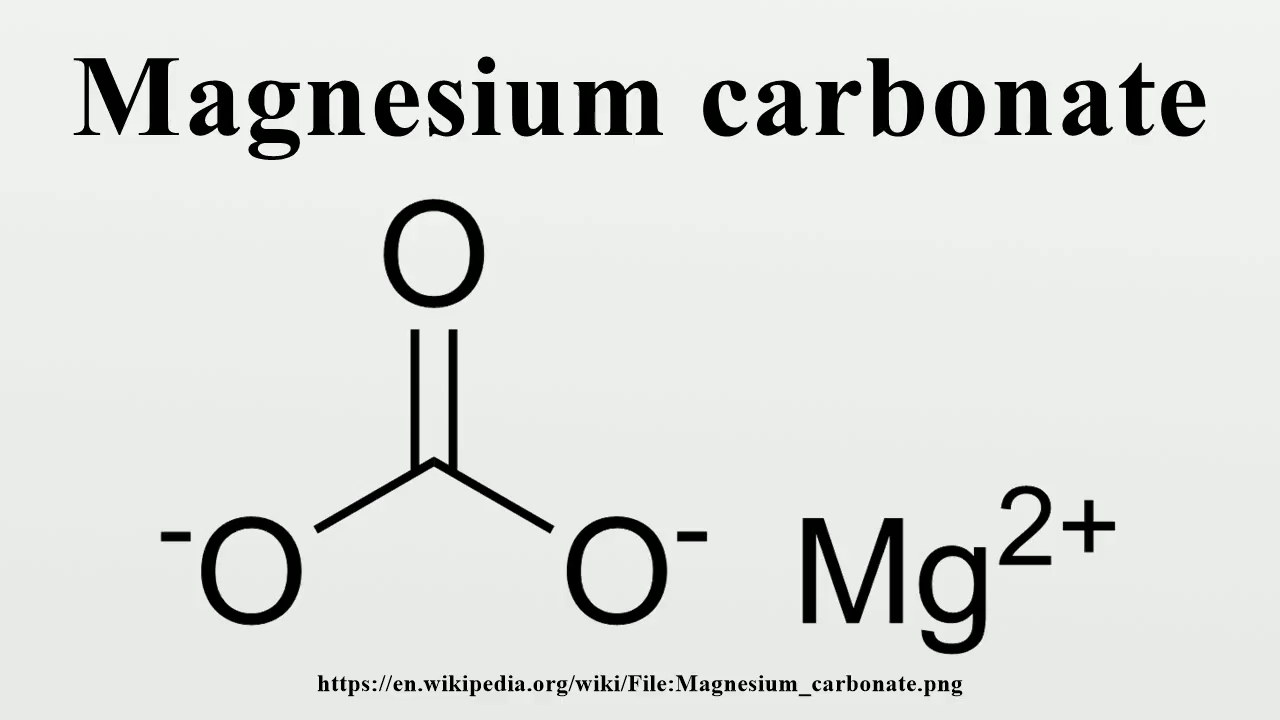 Magnesium carbonate
O
-O O- Mg2+
https://en.wikipedia.org/wiki/File:Magnesium_carbonate.png